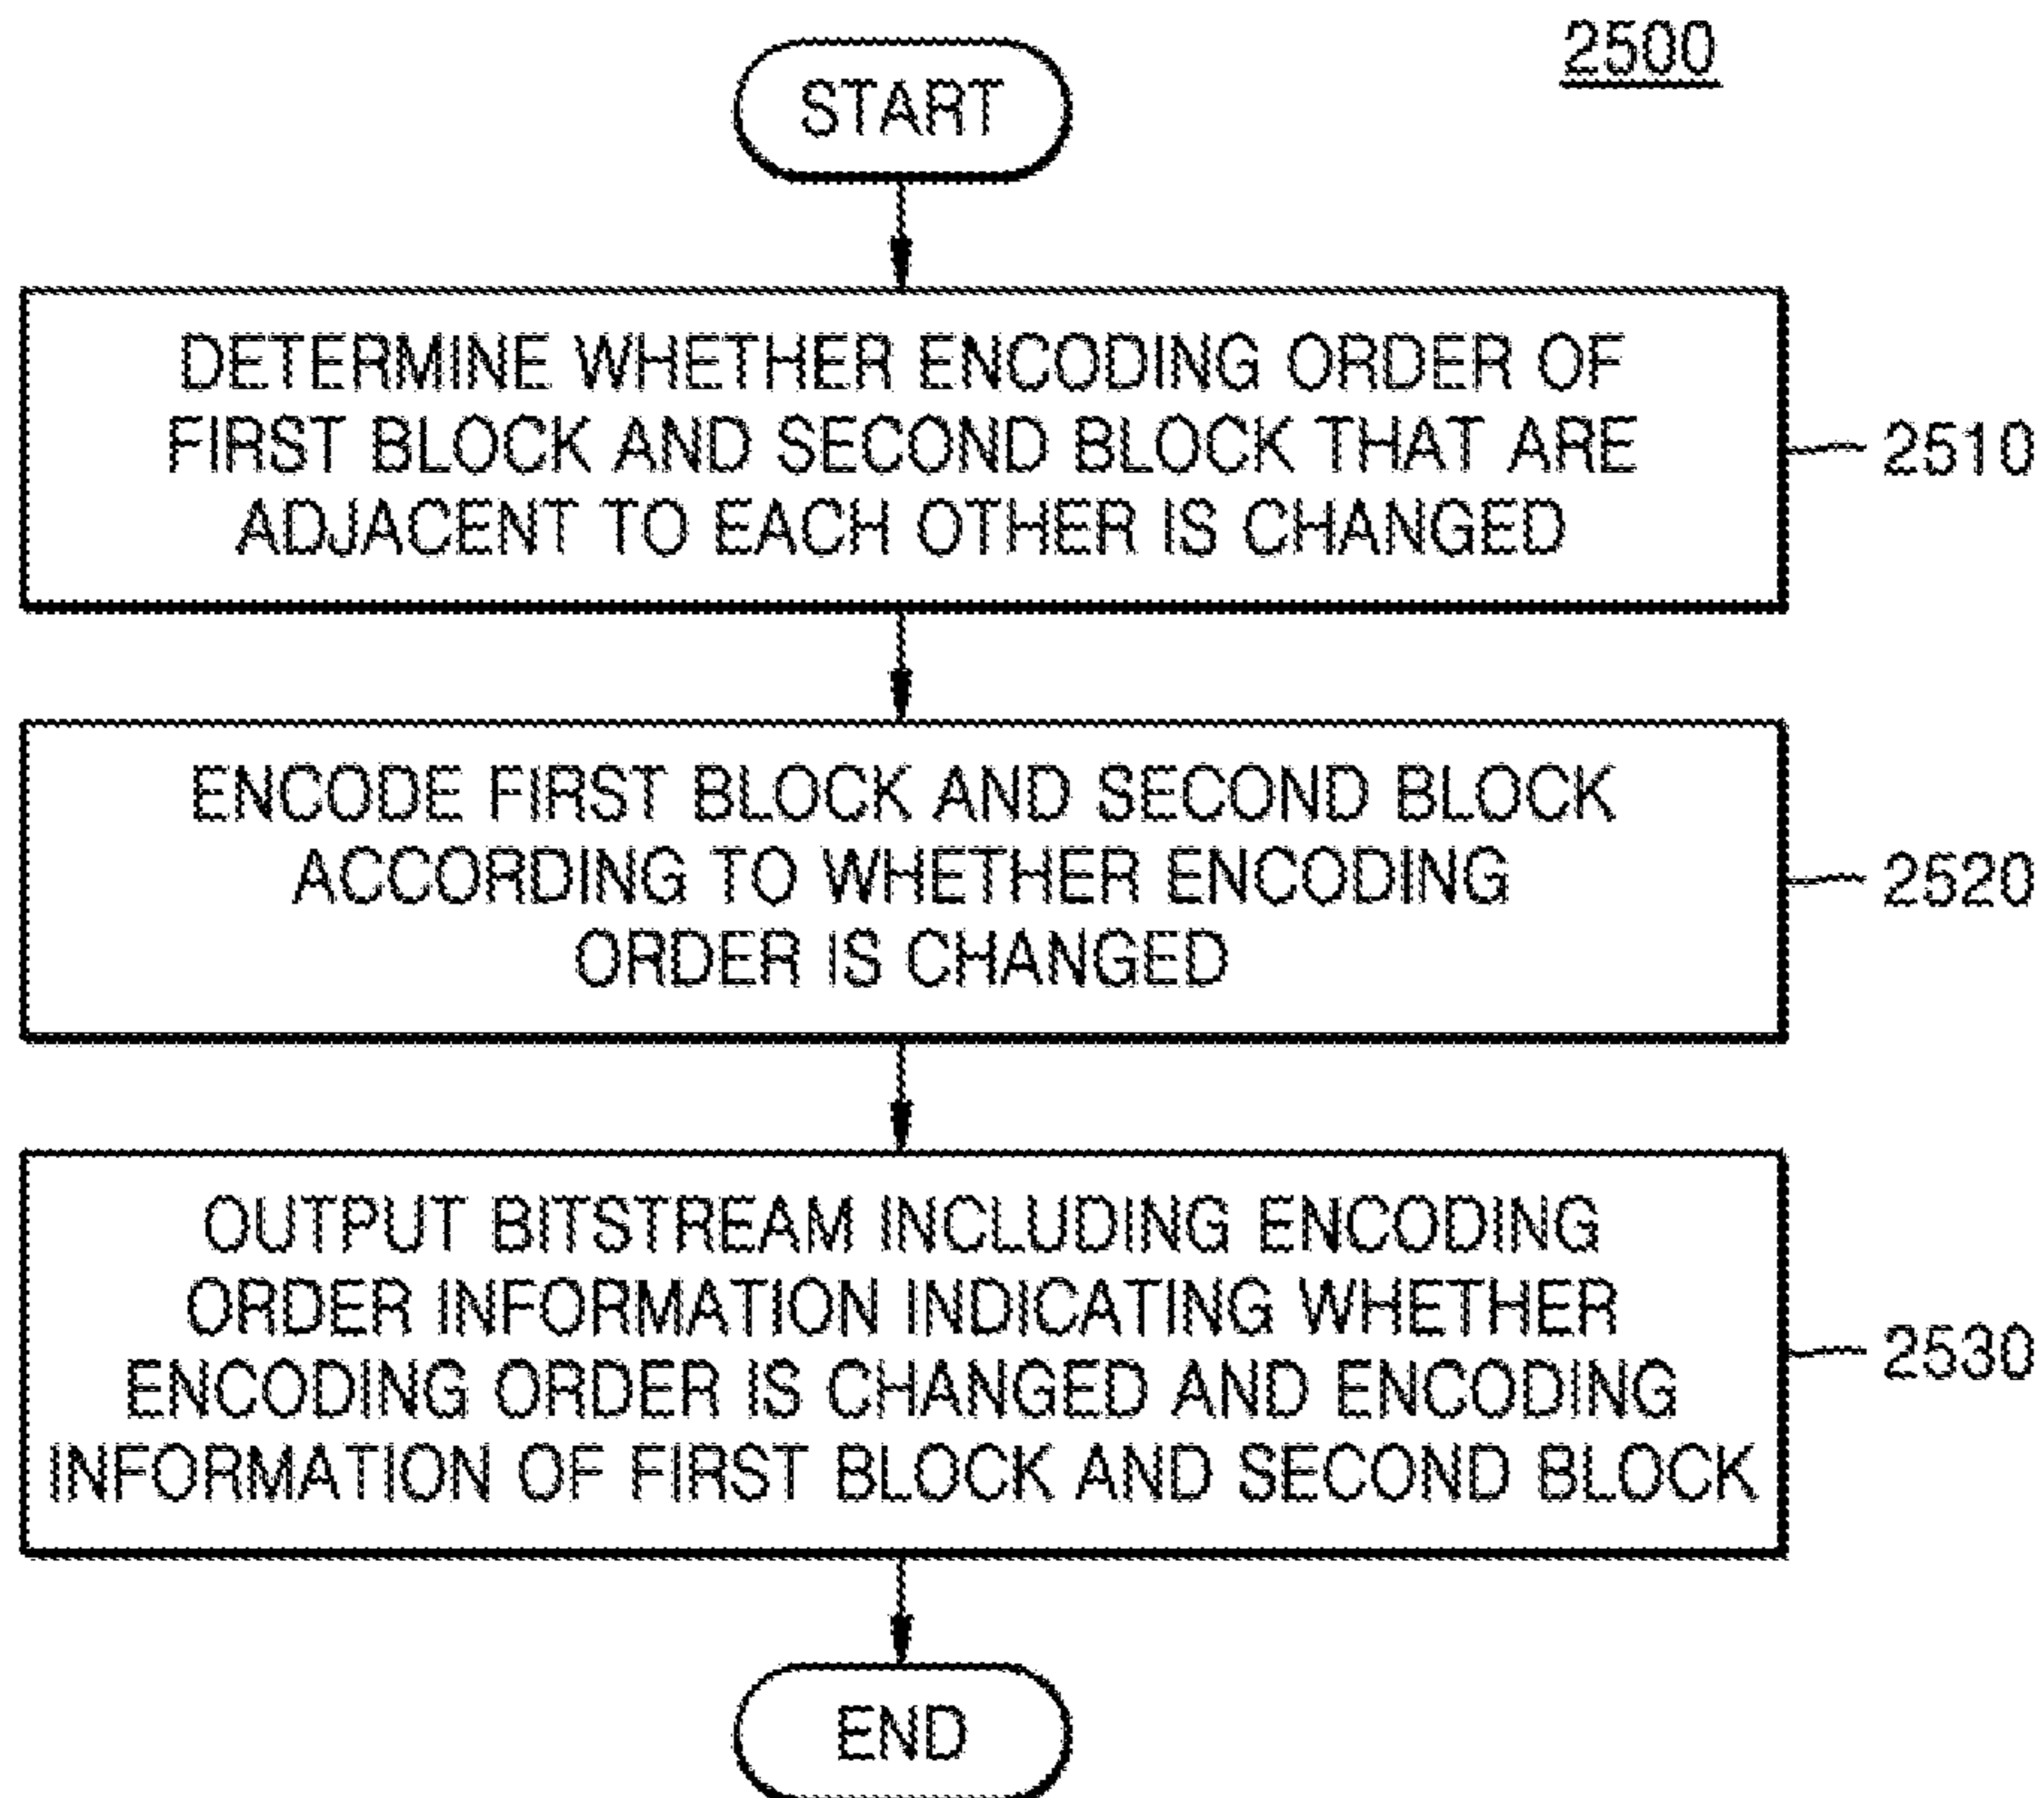 2500
START
DETERMINE WHETHER ENCODING ORDER OF
FIRST BLOCK AND SECOND BLOCK THAT ARE
ADJACENT TO EACH OTHER IS CHANGED
2510
ENCODE FIRST BLOCK AND SECOND BLOCK
ACCORDING TO WHETHER ENCODING
ORDER IS CHANGED
2520
OUTPUT BITSTREAM INCLUDING ENCODING
ORDER INFORMATION INDICATING WHETHER
ENCODING ORDER IS CHANGED AND ENCODING
INFORMATION OF FIRST BLOCK AND SECOND BLOCK
2530
END